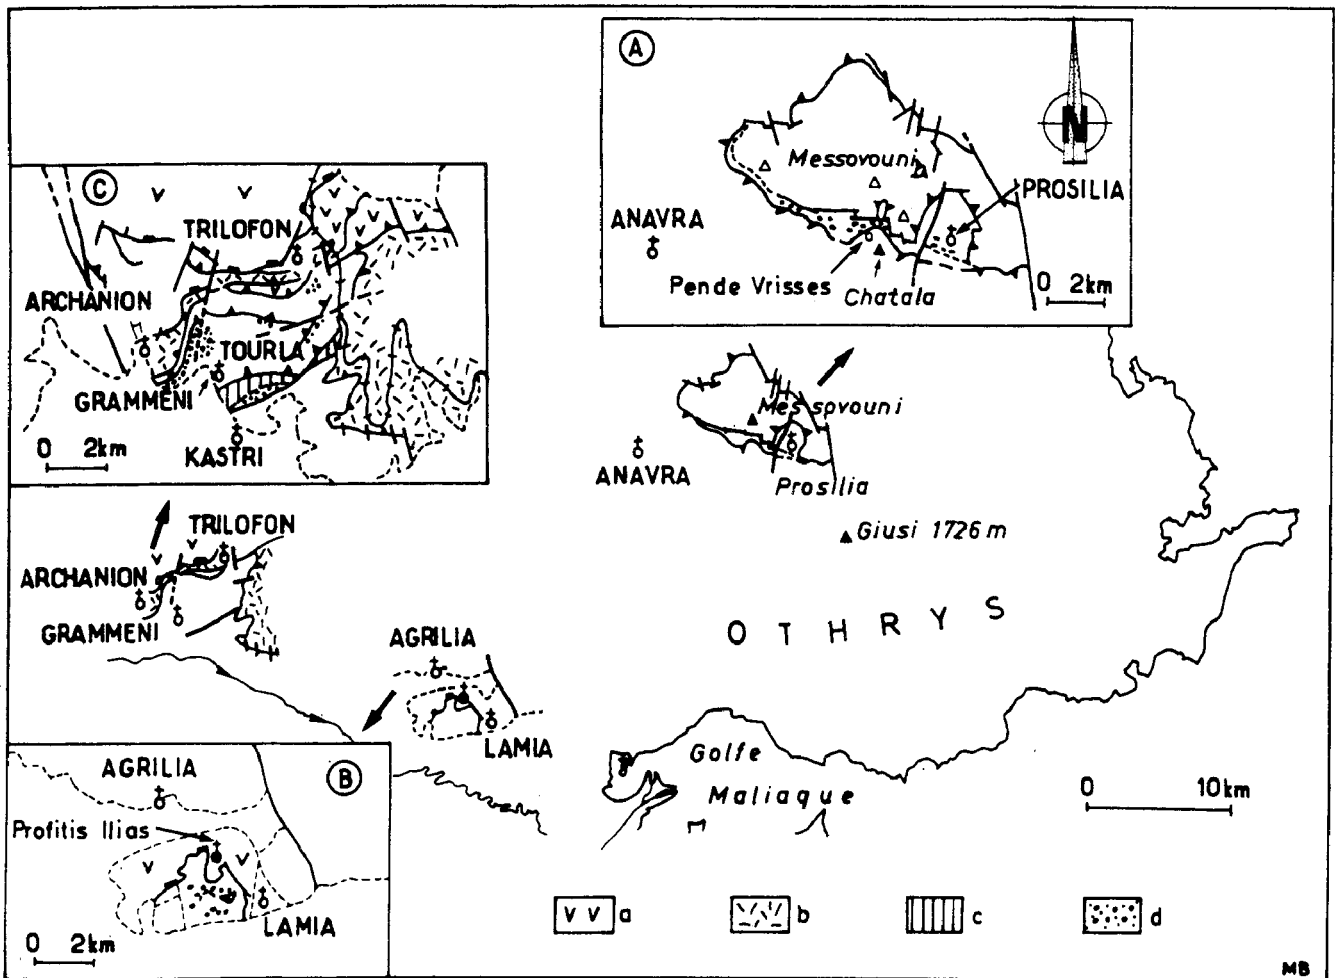 A
N
Messovouni
PROSILIA
ANAVRA
Pende Vrisses
Chatala
0 2km
C
TRILOFON
ARCHANION
TOURLA
GRAMMENI
KASTRI
0 2km
Messovouni
ANAVRA
Prosilia
Giusi 1726 m
TRILOFON
ARCHANION
GRAMMENI
OTHRYS
AGRILIA
LAMIA
Golfe
Maliaque
0 10km
B
AGRILIA
Profitis Ilias
LAMIA
0 2km
v v a
b
c
d
MB